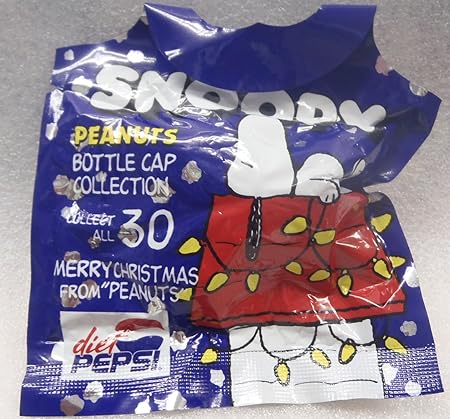 SNOOPY
PEANUTS
BOTTLE CAP
COLLECTION
COLLECT
ALL 30
MERRY CHRISTMAS
FROM "PEANUTS"
diet
PEPSI